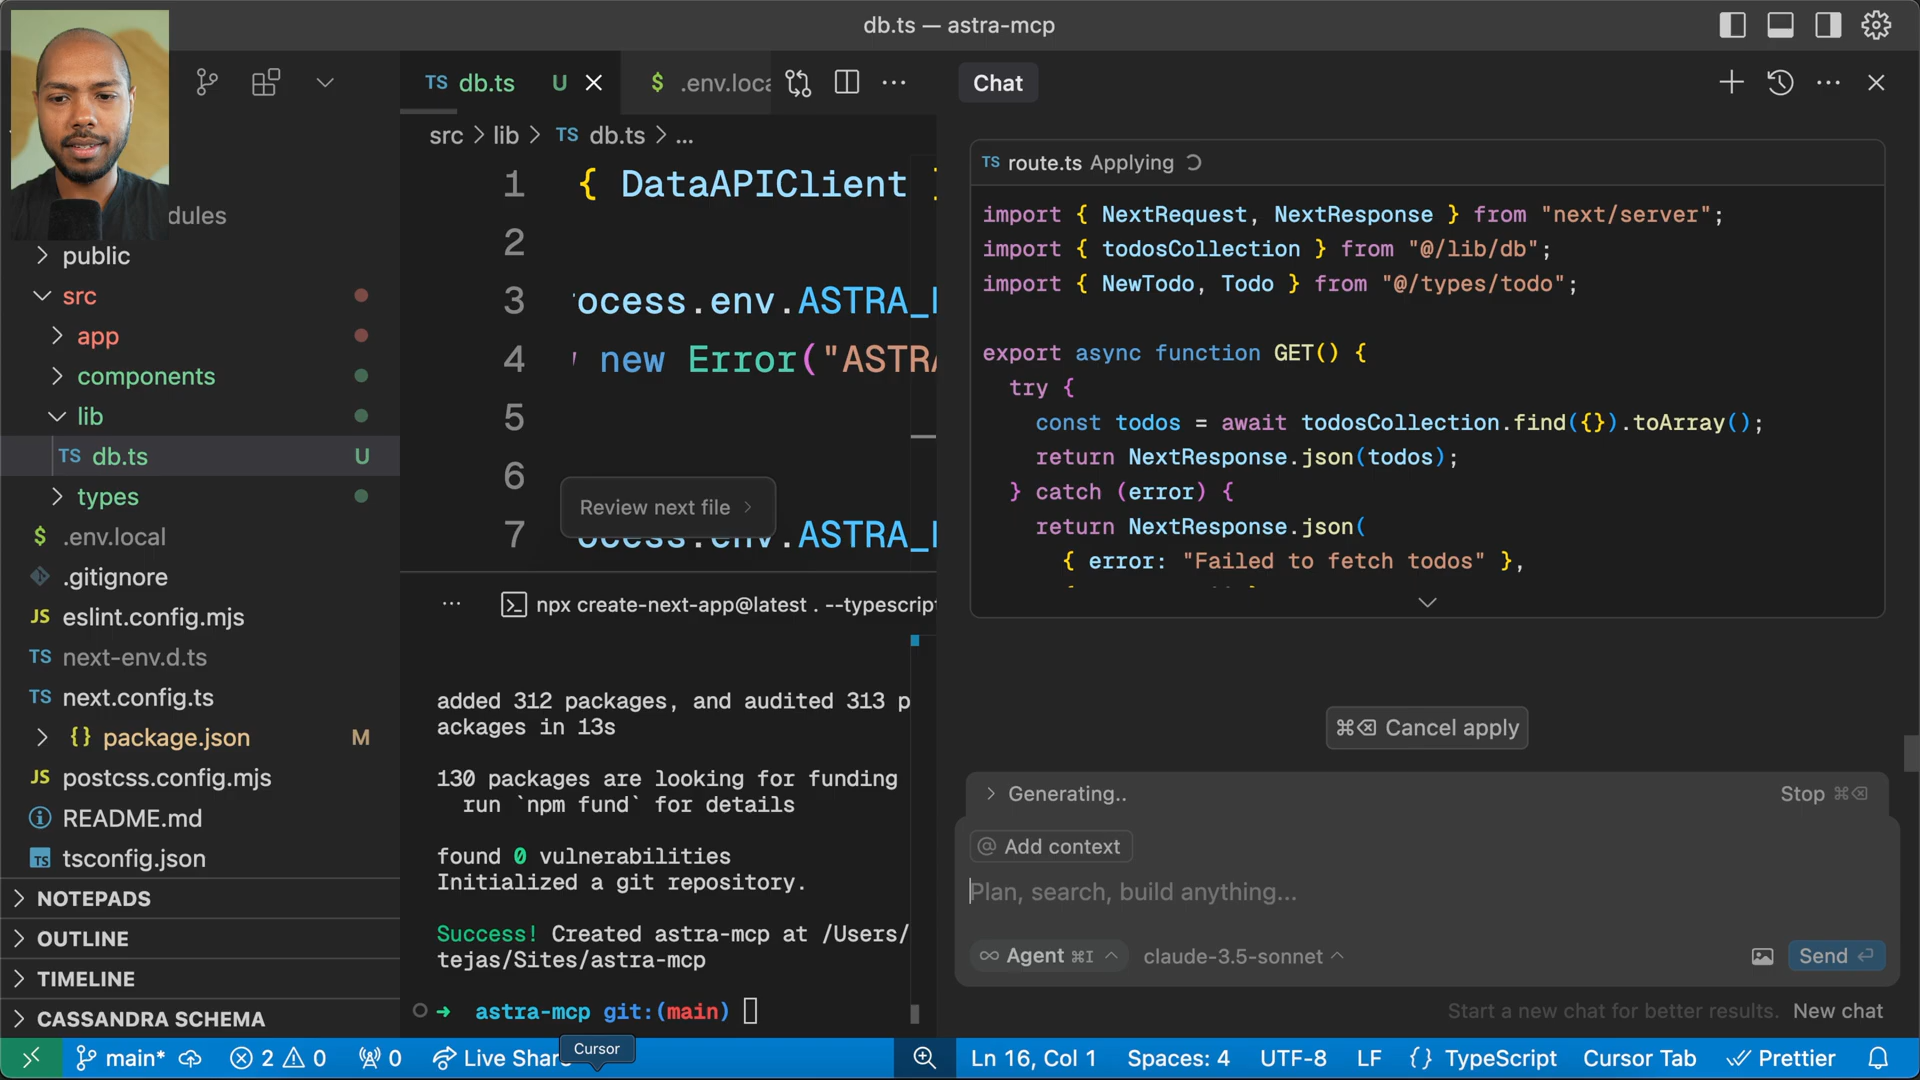 db.ts — astra-mcp
dules
public
src
app
components
lib
TS db.ts U
types
$ .env.local
.gitignore
JS eslint.config.mjs
TS next-env.d.ts
TS next.config.ts
{} package.json M
JS postcss.config.mjs
README.md
TS tsconfig.json
NOTEPADS
OUTLINE
TIMELINE
CASSANDRA SCHEMA
TS db.ts U
$ .env.loca
src > lib > TS db.ts > ...
1 { DataAPIClient
2
3 ocess.env.ASTRA_
4 new Error("ASTRA
5
6
Review next file >
7 ocess.env.ASTRA_
... npx create-next-app@latest . --typescript
added 312 packages, and audited 313 p
ackages in 13s
130 packages are looking for funding
run `npm fund` for details
found 0 vulnerabilities
Initialized a git repository.
Success! Created astra-mcp at /Users/
tejas/Sites/astra-mcp
➜ astra-mcp git:(main)
Chat
TS route.ts Applying
import { NextRequest, NextResponse } from "next/server";
import { todosCollection } from "@/lib/db";
import { NewTodo, Todo } from "@/types/todo";
export async function GET() {
try {
const todos = await todosCollection.find({}).toArray();
return NextResponse.json(todos);
} catch (error) {
return NextResponse.json(
{ error: "Failed to fetch todos" },
⌘⌫ Cancel apply
> Generating..
Stop ⌘⌫
@ Add context
Plan, search, build anything...
∞ Agent ⌘I
claude-3.5-sonnet
Send
Start a new chat for better results. New chat
main*
2
0
0
Live Shar
Cursor
Ln 16, Col 1
Spaces: 4
UTF-8
LF
{} TypeScript
Cursor Tab
Prettier